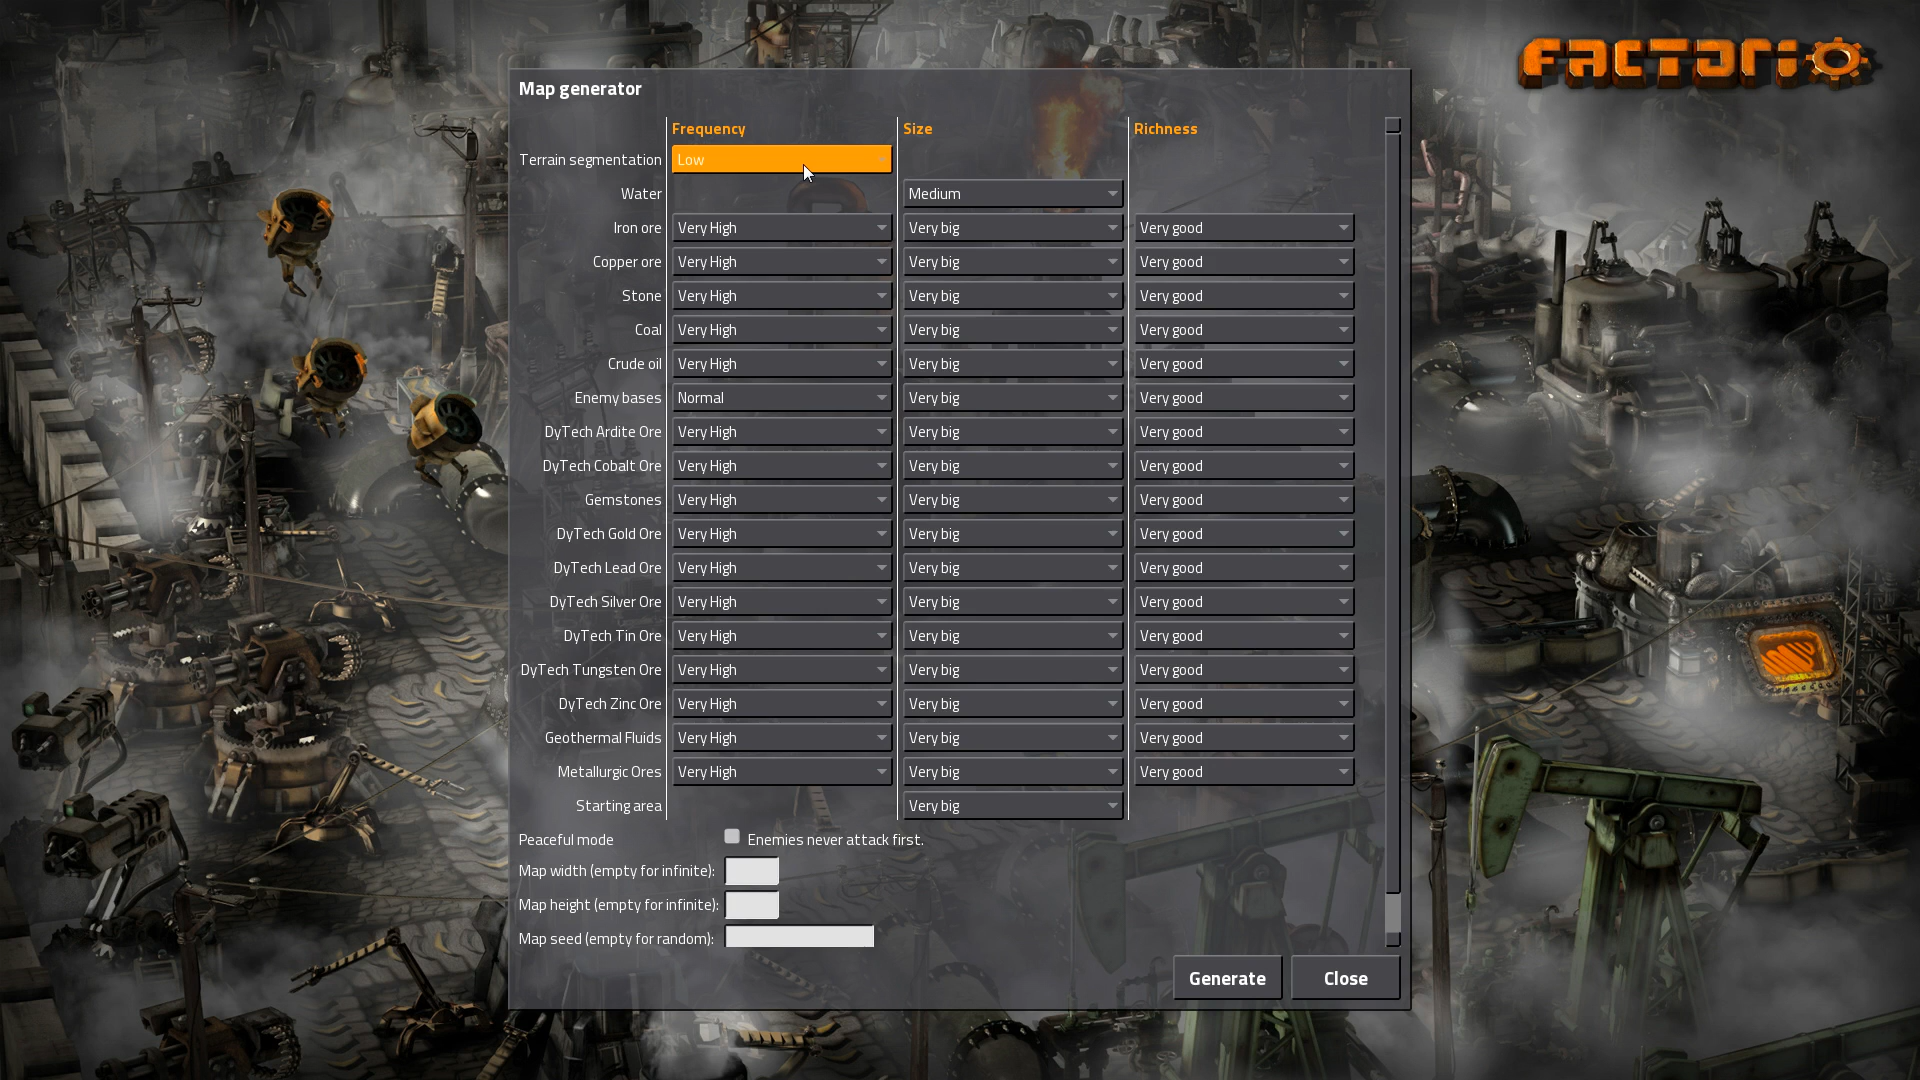 FACTORIO
Map generator
Frequency Size Richness
Terrain segmentation Low
Water Medium
Iron ore Very High Very big Very good
Copper ore Very High Very big Very good
Stone Very High Very big Very good
Coal Very High Very big Very good
Crude oil Very High Very big Very good
Enemy bases Normal Very big Very good
DyTech Ardite Ore Very High Very big Very good
DyTech Cobalt Ore Very High Very big Very good
Gemstones Very High Very big Very good
DyTech Gold Ore Very High Very big Very good
DyTech Lead Ore Very High Very big Very good
DyTech Silver Ore Very High Very big Very good
DyTech Tin Ore Very High Very big Very good
DyTech Tungsten Ore Very High Very big Very good
DyTech Zinc Ore Very High Very big Very good
Geothermal Fluids Very High Very big Very good
Metallurgic Ores Very High Very big Very good
Starting area Very big
Peaceful mode Enemies never attack first.
Map width (empty for infinite):
Map height (empty for infinite):
Map seed (empty for random):
Generate Close